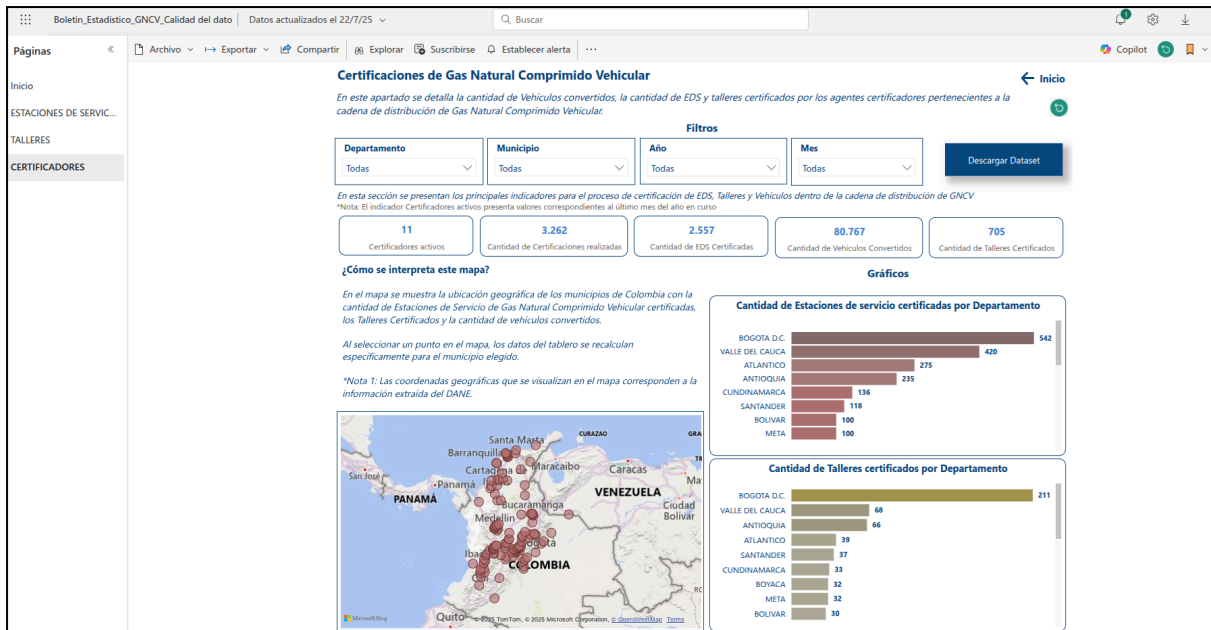 Boletin_Estadistico_GNCV_Calidad del dato | Datos actualizados el 22/7/25
Buscar
1
Páginas
Archivo
Exportar
Compartir
Explorar
Suscribirse
Establecer alerta
...
Copilot
Inicio
ESTACIONES DE SERVIC...
TALLERES
CERTIFICADORES
Certificaciones de Gas Natural Comprimido Vehicular
Inicio
En este apartado se detalla la cantidad de Vehículos convertidos, la cantidad de EDS y talleres certificados por los agentes certificadores pertenecientes a la
cadena de distribución de Gas Natural Comprimido Vehicular.
Filtros
Departamento
Todas
Municipio
Todas
Año
Todas
Mes
Todas
Descargar Dataset
En esta sección se presentan los principales indicadores para el proceso de certificación de EDS, Talleres y Vehículos dentro de la cadena de distribución de GNCV
*Nota: El indicador Certificadores activos presenta valores correspondientes al último mes del año en curso
11
Certificadores activos
3.262
Cantidad de Certificaciones realizadas
2.557
Cantidad de EDS Certificadas
80.767
Cantidad de Vehículos Convertidos
705
Cantidad de Talleres Certificados
¿Cómo se interpreta este mapa?
En el mapa se muestra la ubicación geográfica de los municipios de Colombia con la
cantidad de Estaciones de Servicio de Gas Natural Comprimido Vehicular certificadas,
los Talleres Certificados y la cantidad de vehículos convertidos.
Al seleccionar un punto en el mapa, los datos del tablero se recalculan
específicamente para el municipio elegido.
*Nota 1: Las coordenadas geográficas que se visualizan en el mapa corresponden a la
información extraída del DANE.
Santa Marta
CURAZAO
GRA
Barranquilla
Cartagena de
Maracaibo
Caracas
San José
Panamá
PANAMÁ
VENEZUELA
Bucaramanga
Ciudad
Bolívar
Medellín
Bogotá
COLOMBIA
Cali
Quito
Microsoft Bing
© 2025 TomTom, © 2025 Microsoft Corporation, © OpenStreetMap Terms
Gráficos
Cantidad de Estaciones de servicio certificadas por Departamento
BOGOTA D.C. 542
VALLE DEL CAUCA 420
ATLANTICO 275
ANTIOQUIA 235
CUNDINAMARCA 136
SANTANDER 118
BOLIVAR 100
META 100
Cantidad de Talleres certificados por Departamento
BOGOTA D.C. 211
VALLE DEL CAUCA 68
ANTIOQUIA 66
ATLANTICO 39
SANTANDER 37
CUNDINAMARCA 33
BOYACA 32
META 32
BOLIVAR 30